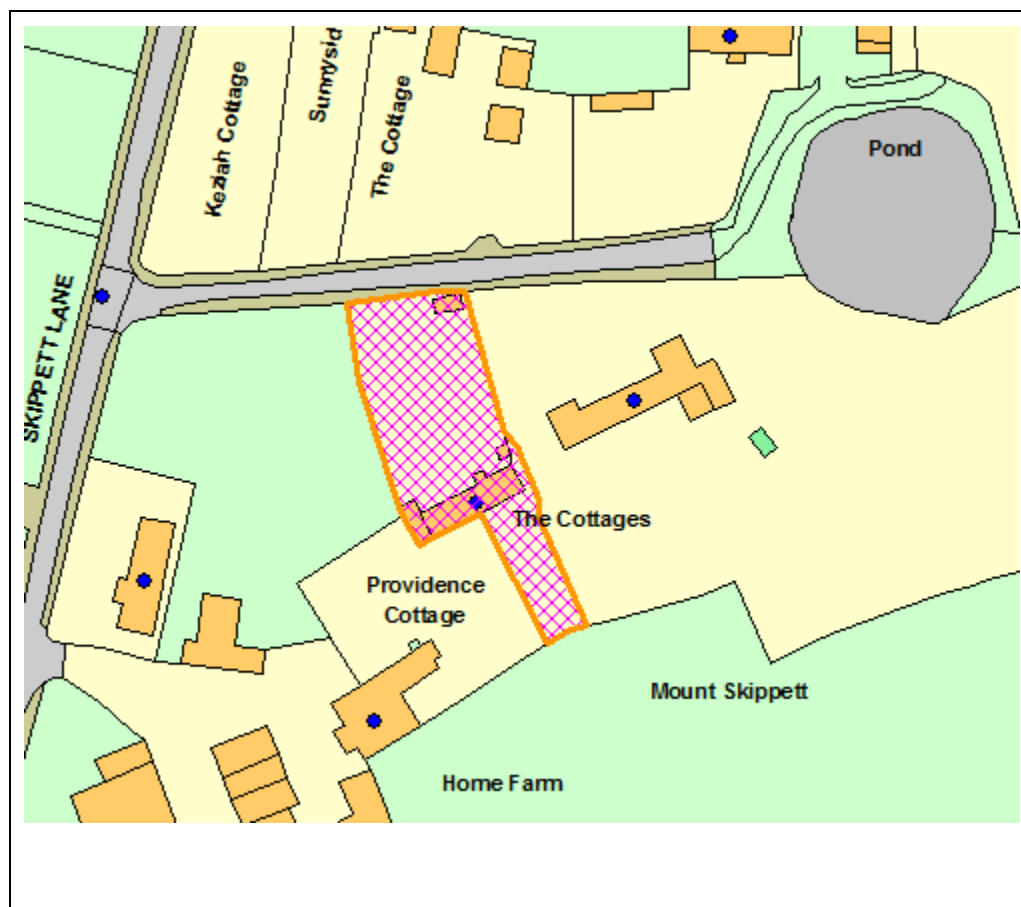 Keziah Cottage
Sunnysid
The Cottage
Pond
SKIPPETT LANE
The Cottages
Providence
Cottage
Mount Skippett
Home Farm